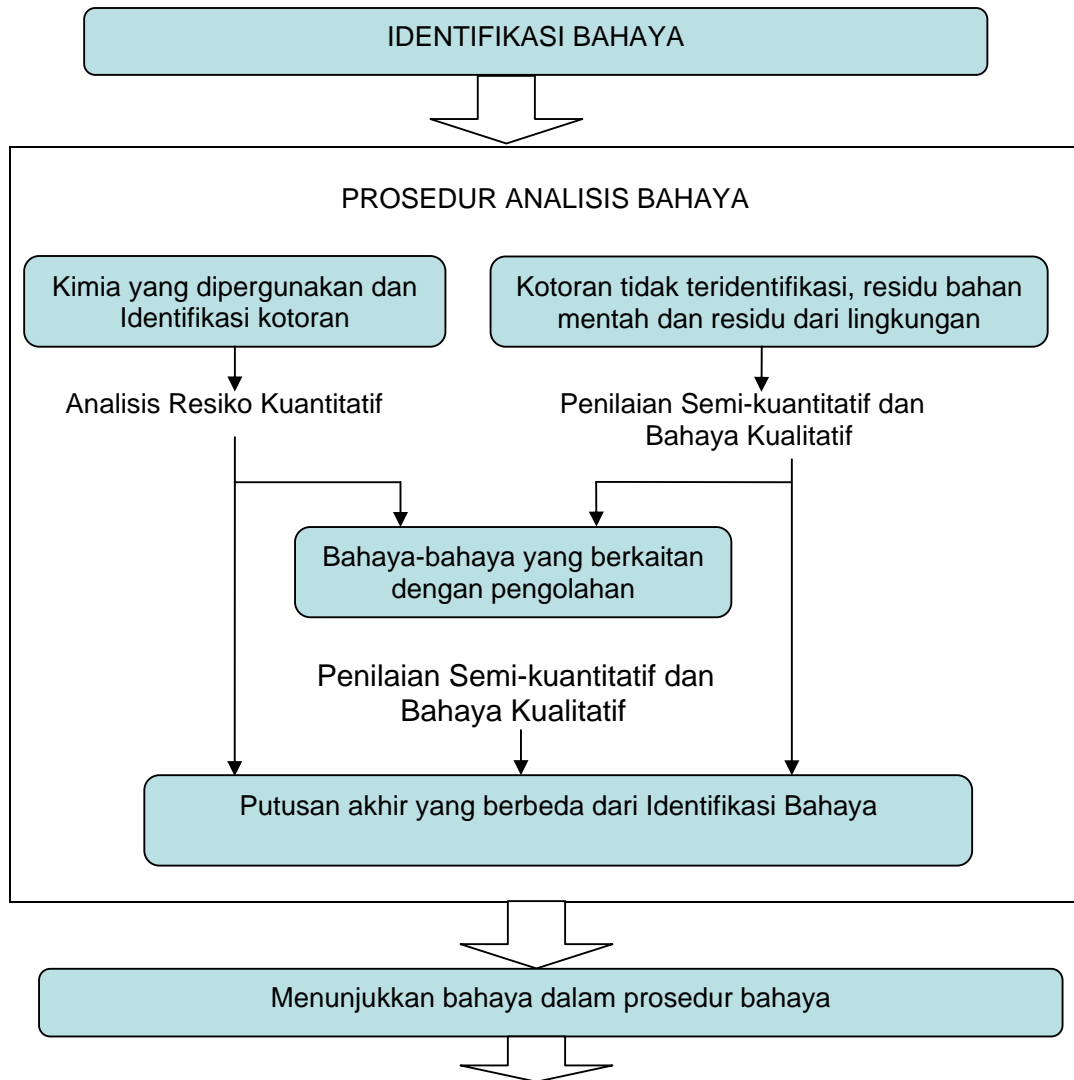 IDENTIFIKASI BAHAYA
PROSEDUR ANALISIS BAHAYA
Kimia yang dipergunakan dan
Identifikasi kotoran
Kotoran tidak teridentifikasi, residu bahan
mentah dan residu dari lingkungan
Analisis Resiko Kuantitatif
Penilaian Semi-kuantitatif dan
Bahaya Kualitatif
Bahaya-bahaya yang berkaitan
dengan pengolahan
Penilaian Semi-kuantitatif dan
Bahaya Kualitatif
Putusan akhir yang berbeda dari Identifikasi Bahaya
Menunjukkan bahaya dalam prosedur bahaya